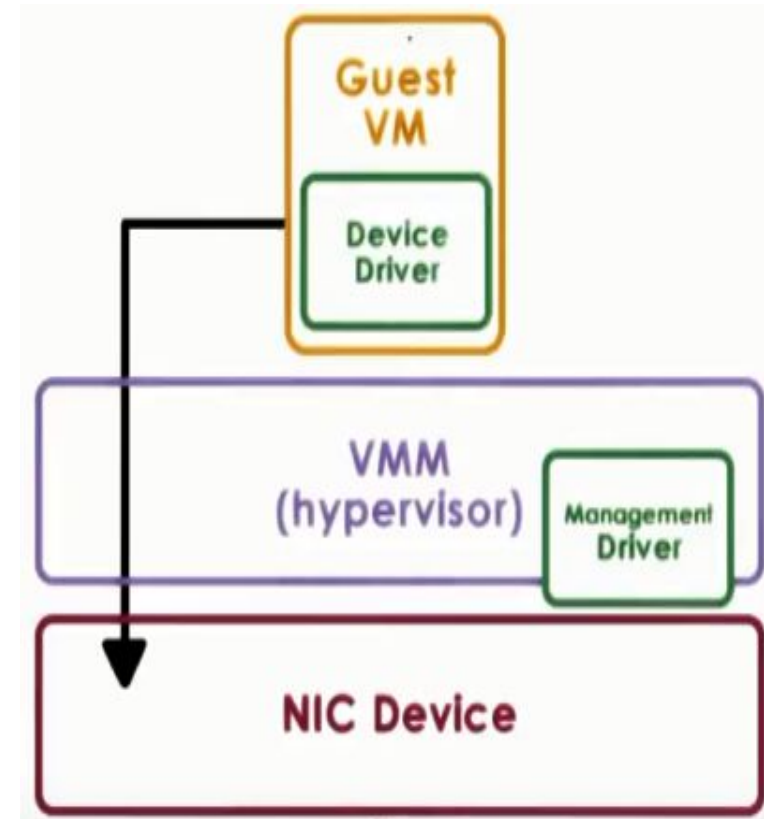 Guest
VM
Device
Driver
VMM
(hypervisor)
Management
Driver
NIC Device